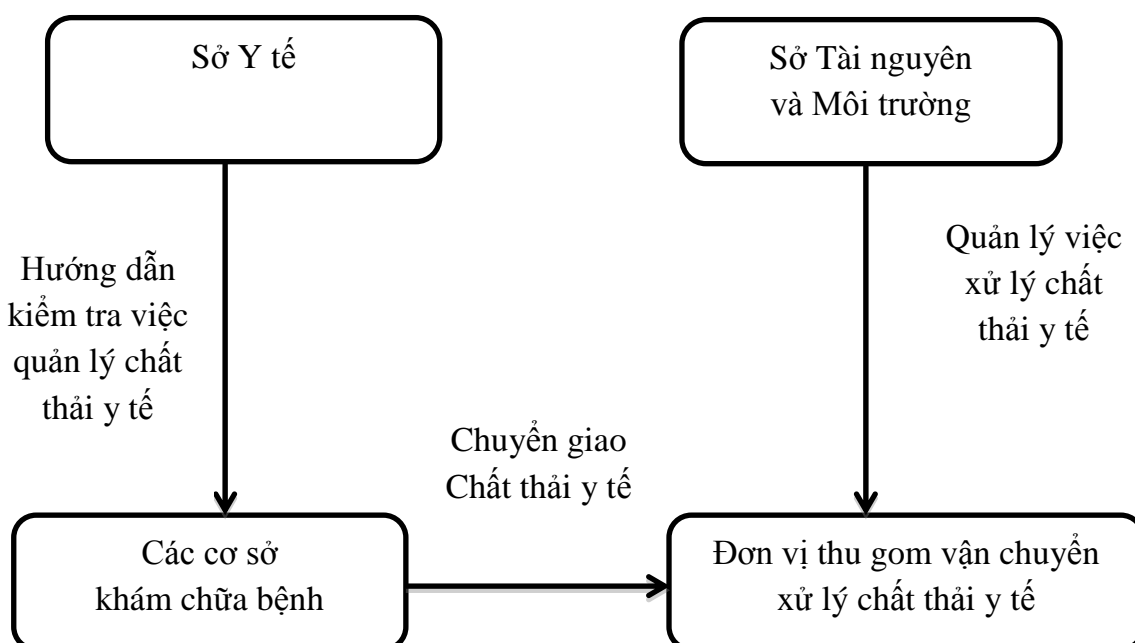 Sở Y tế
Sở Tài nguyên
và Môi trường
Hướng dẫn
kiểm tra việc
quản lý chất
thải y tế
Quản lý việc
xử lý chất
thải y tế
Chuyển giao
Chất thải y tế
Các cơ sở
khám chữa bệnh
Đơn vị thu gom vận chuyển
xử lý chất thải y tế